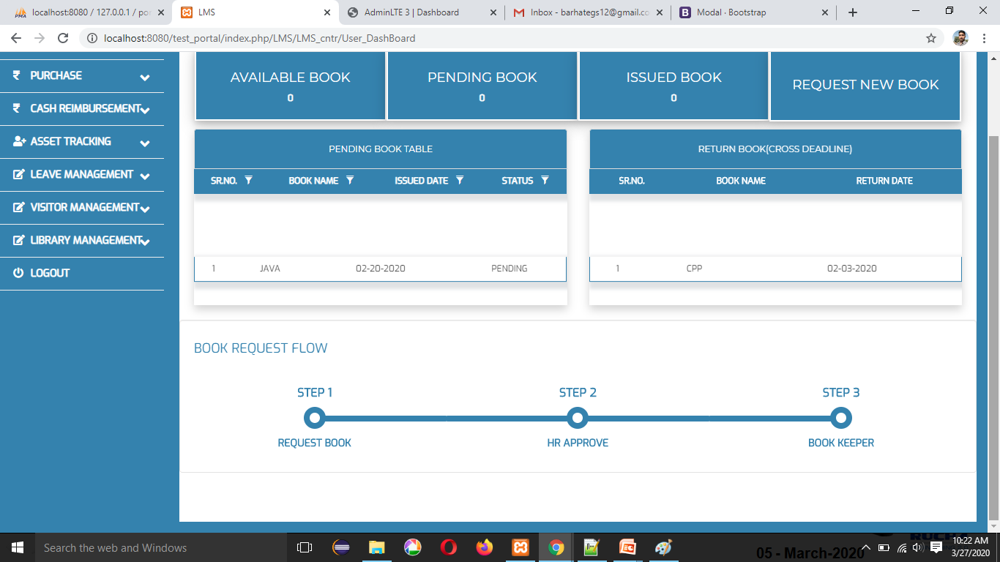 localhost:8080 / 127.0.0.1 / por
LMS
AdminLTE 3 | Dashboard
Inbox - barhategs12@gmail.co
Modal · Bootstrap
localhost:8080/test_portal/index.php/LMS/LMS_cntr/User_DashBoard
PURCHASE
CASH REIMBURSEMENT
ASSET TRACKING
LEAVE MANAGEMENT
VISITOR MANAGEMENT
LIBRARY MANAGEMENT
LOGOUT
AVAILABLE BOOK
0
PENDING BOOK
0
ISSUED BOOK
0
REQUEST NEW BOOK
PENDING BOOK TABLE
SR.NO. BOOK NAME ISSUED DATE STATUS
1 JAVA 02-20-2020 PENDING
RETURN BOOK(CROSS DEADLINE)
SR.NO. BOOK NAME RETURN DATE
1 CPP 02-03-2020
BOOK REQUEST FLOW
STEP 1 STEP 2 STEP 3
REQUEST BOOK HR APPROVE BOOK KEEPER
Search the web and Windows
05 - March-2020
10:22 AM
3/27/2020